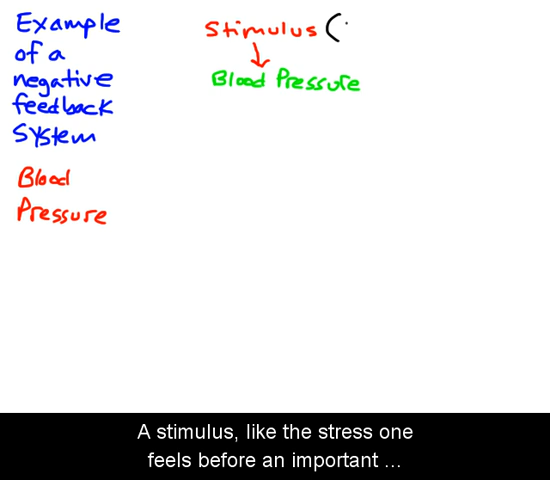 Example
of a
negative
feedback
system
Blood
Pressure
Stimulus (
Blood Pressure
A stimulus, like the stress one
feels before an important ...